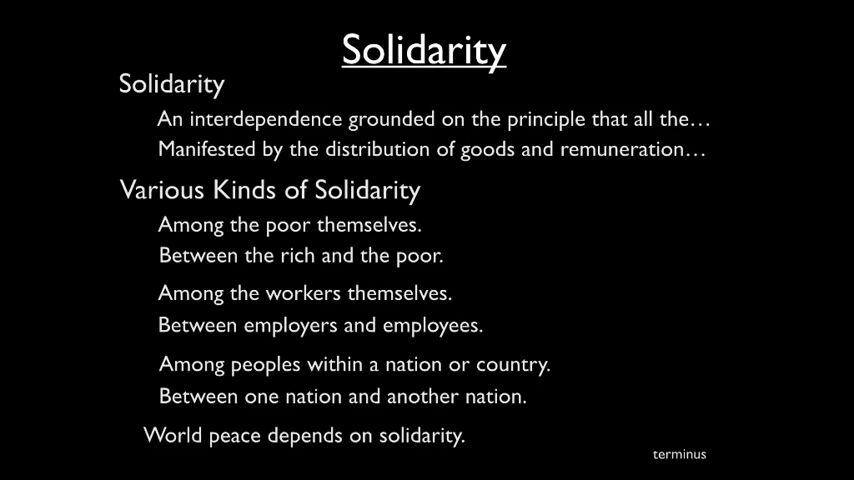 Solidarity
Solidarity
An interdependence grounded on the principle that all the…
Manifested by the distribution of goods and remuneration…
Various Kinds of Solidarity
Among the poor themselves.
Between the rich and the poor.
Among the workers themselves.
Between employers and employees.
Among peoples within a nation or country.
Between one nation and another nation.
World peace depends on solidarity.
terminus